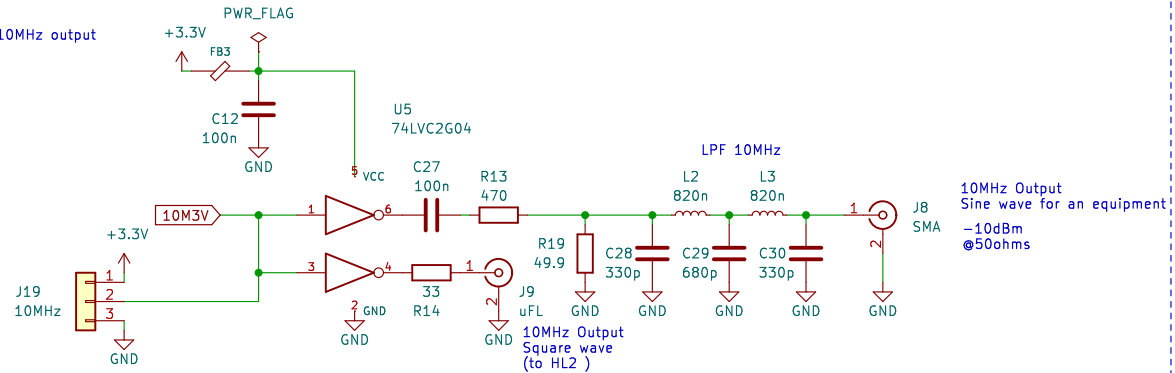 PWR_FLAG
+3.3V
10MHz output
FB3
C12
100n
GND
U5
74LVC2G04
5
VCC
C27
100n
R13
470
LPF 10MHz
L2
820n
L3
820n
10MHz Output
Sine wave for an equipment
-10dBm
@50ohms
10M3V
1
6
1
J8
SMA
2
+3.3V
R19
49.9
C28
330p
C29
680p
C30
330p
3
4
33
R14
1
J9
uFL
2
J19
10MHz
1
2
3
GND
2
GND
GND
GND
GND
GND
GND
GND
GND
10MHz Output
Square wave
(to HL2 )